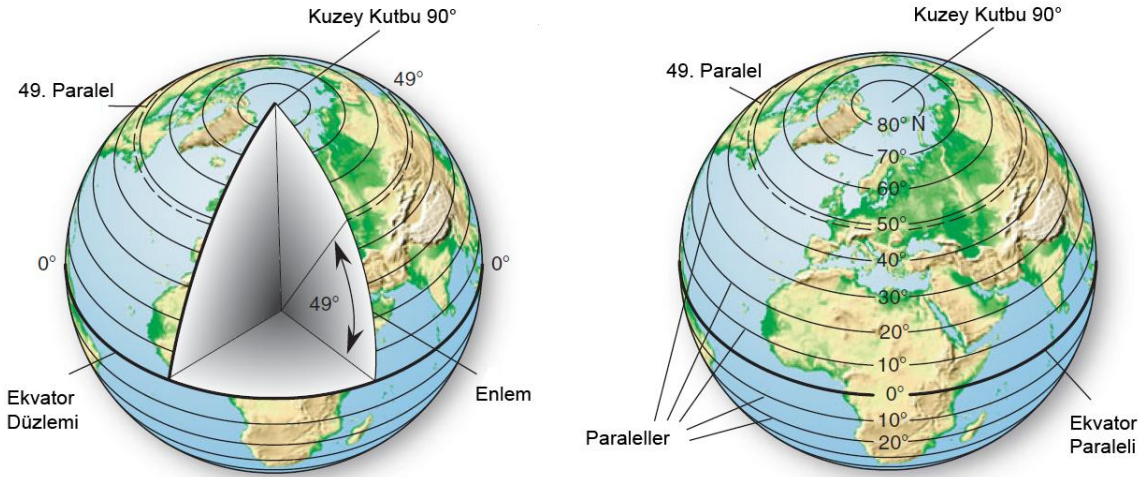 Kuzey Kutbu 90°
49. Paralel
49°
0°
0°
49°
Ekvator
Düzlemi
Enlem
Kuzey Kutbu 90°
49. Paralel
80° N
70°
60°
50°
40°
30°
20°
10°
0°
10°
20°
Paraleller
Ekvator
Paraleli